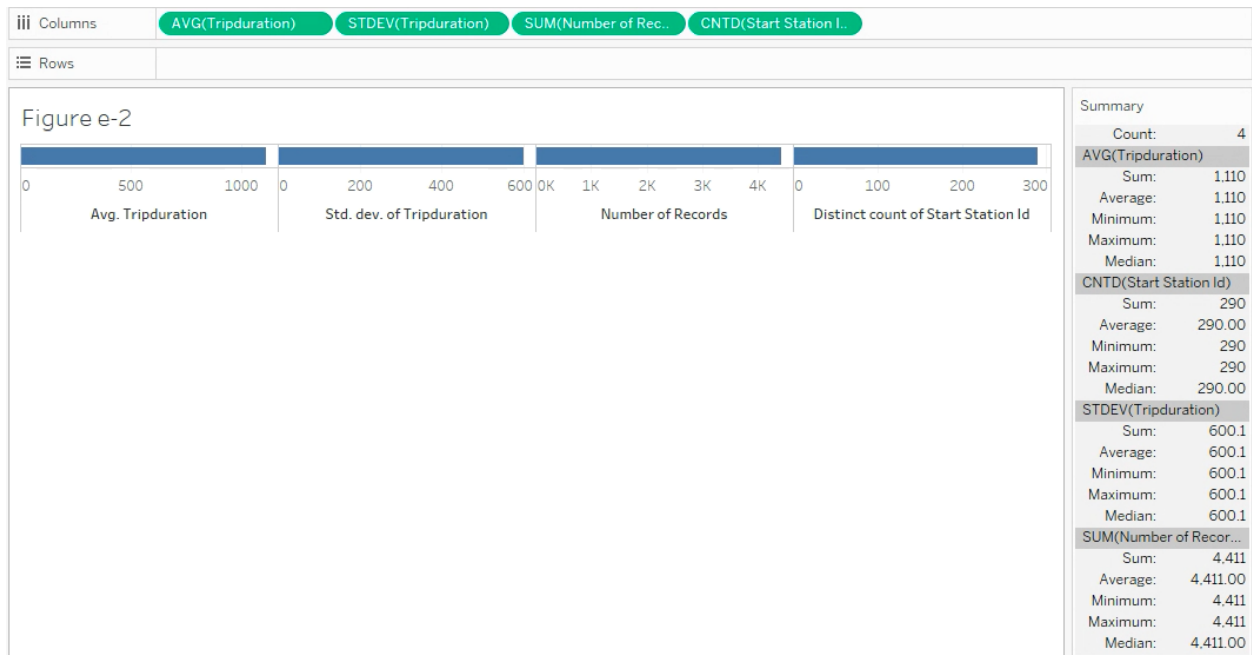 Columns AVG(Tripduration) STDEV(Tripduration) SUM(Number of Rec.. CNTD(Start Station I..
Rows
Figure e-2
0 500 1000 0 200 400 600 0K 1K 2K 3K 4K 0 100 200 300
Avg. Tripduration Std. dev. of Tripduration Number of Records Distinct count of Start Station Id
Summary
Count: 4
AVG(Tripduration)
Sum: 1,110
Average: 1,110
Minimum: 1,110
Maximum: 1,110
Median: 1,110
CNTD(Start Station Id)
Sum: 290
Average: 290.00
Minimum: 290
Maximum: 290
Median: 290.00
STDEV(Tripduration)
Sum: 600.1
Average: 600.1
Minimum: 600.1
Maximum: 600.1
Median: 600.1
SUM(Number of Recor...
Sum: 4,411
Average: 4,411.00
Minimum: 4,411
Maximum: 4,411
Median: 4,411.00